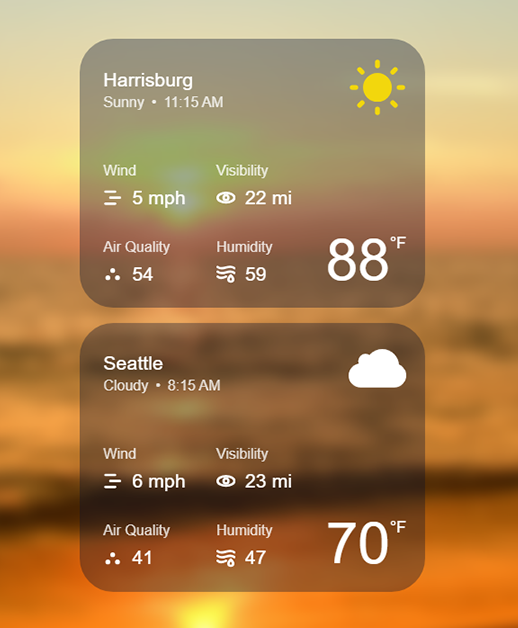 Harrisburg
Sunny • 11:15 AM
Wind
Visibility
5 mph
22 mi
Air Quality
Humidity
54
59
88°F
Seattle
Cloudy • 8:15 AM
Wind
Visibility
6 mph
23 mi
Air Quality
Humidity
41
47
70°F